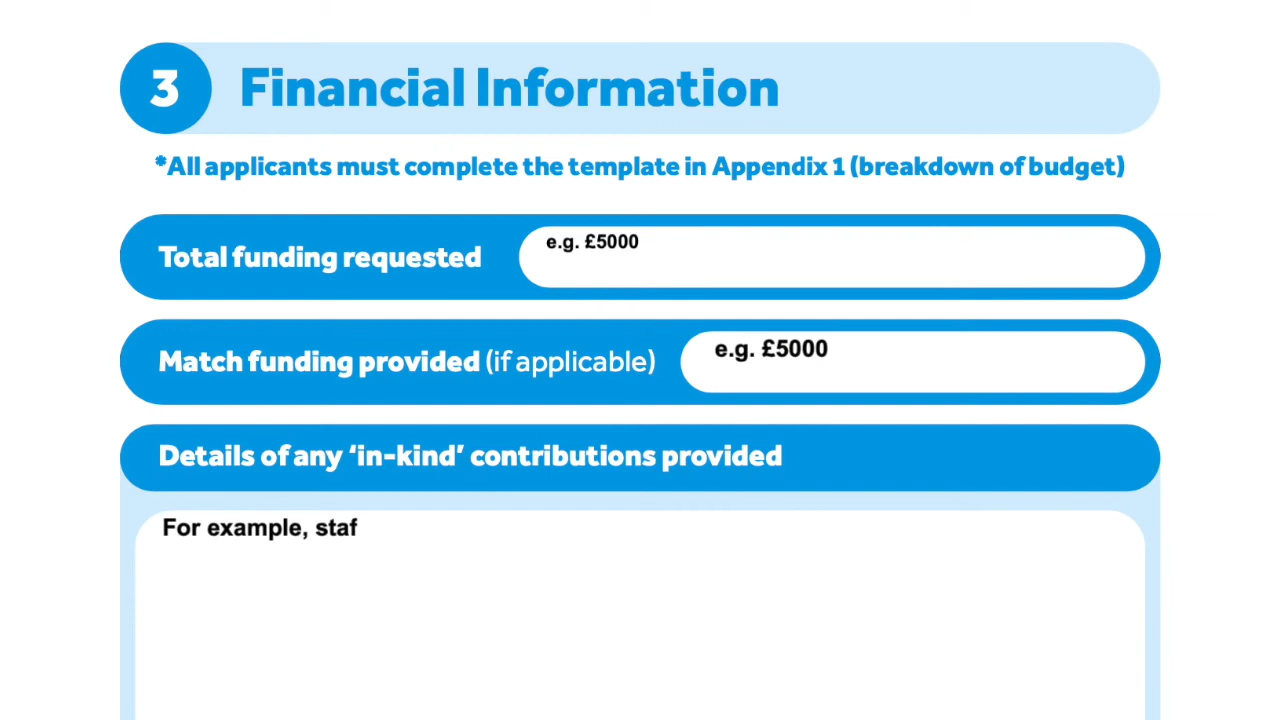 3 Financial Information
*All applicants must complete the template in Appendix 1 (breakdown of budget)
Total funding requested e.g. £5000
Match funding provided (if applicable) e.g. £5000
Details of any ‘in-kind’ contributions provided
For example, staf